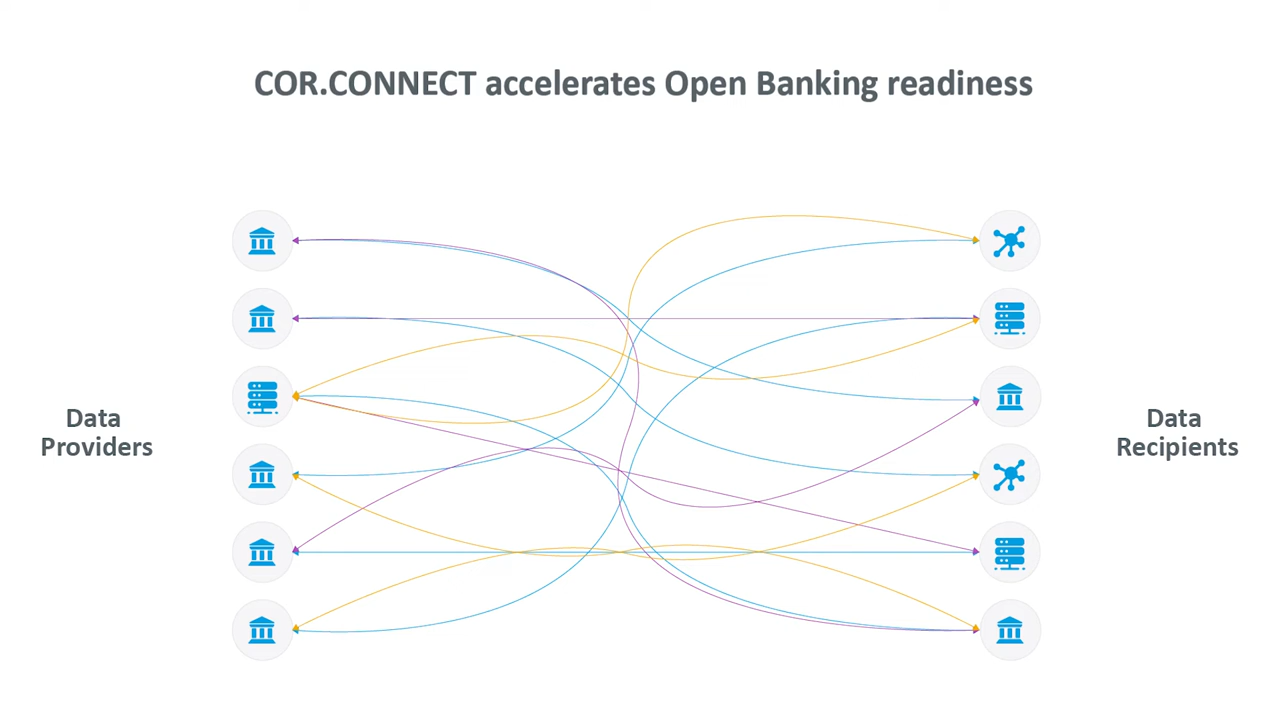 COR.CONNECT accelerates Open Banking readiness
Data
Providers
Data
Recipients